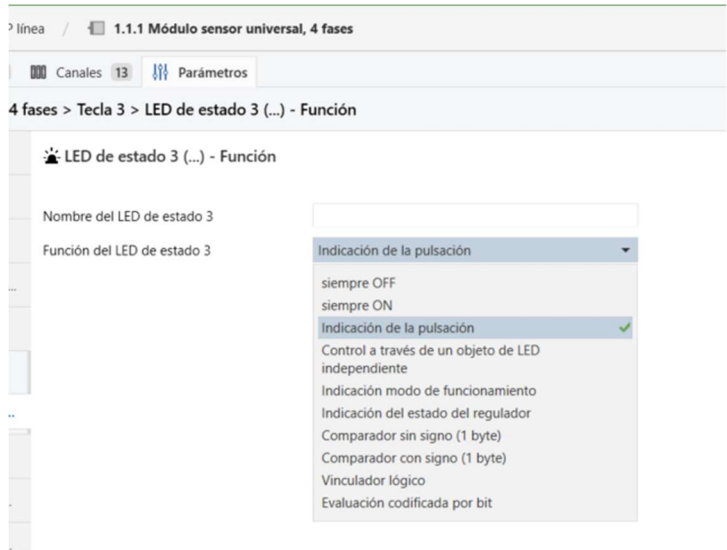 línea / 1.1.1 Módulo sensor universal, 4 fases
Canales 13 Parámetros
4 fases > Tecla 3 > LED de estado 3 (...) - Función
LED de estado 3 (...) - Función
Nombre del LED de estado 3
Función del LED de estado 3 Indicación de la pulsación
siempre OFF
siempre ON
Indicación de la pulsación
Control a través de un objeto de LED
independiente
Indicación modo de funcionamiento
Indicación del estado del regulador
Comparador sin signo (1 byte)
Comparador con signo (1 byte)
Vinculador lógico
Evaluación codificada por bit